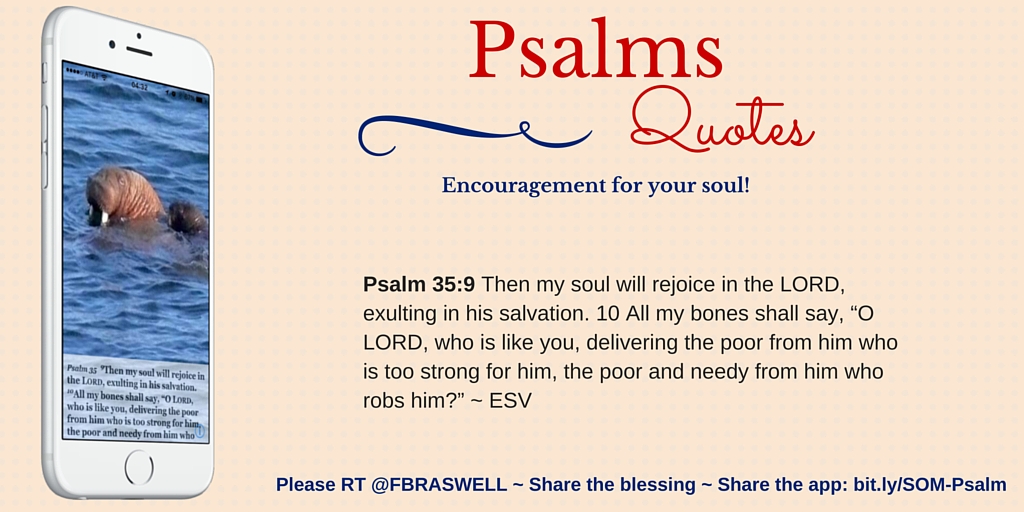 AT&T
04:32
Psalm 35 ⁹Then my soul will rejoice in
the LORD, exulting in his salvation.
¹⁰All my bones shall say, “O LORD,
who is like you, delivering the poor
from him who is too strong for him,
the poor and needy from him who
Psalms
Quotes
Encouragement for your soul!
Psalm 35:9 Then my soul will rejoice in the LORD,
exulting in his salvation. 10 All my bones shall say, “O
LORD, who is like you, delivering the poor from him who
is too strong for him, the poor and needy from him who
robs him?” ~ ESV
Please RT @FBRASWELL ~ Share the blessing ~ Share the app: bit.ly/SOM-Psalm